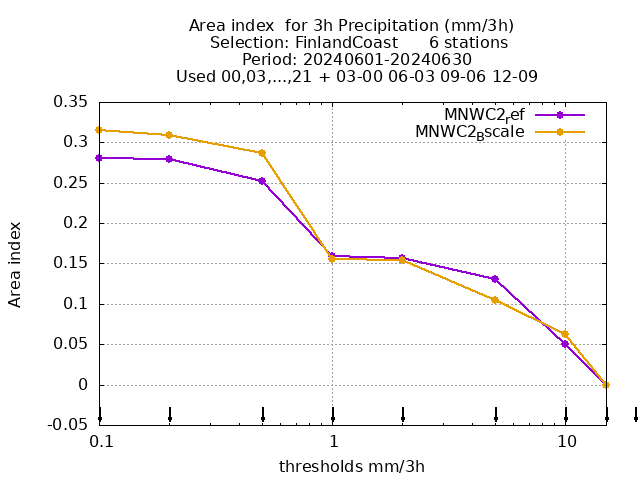 Area index  for 3h Precipitation (mm/3h)
Selection: FinlandCoast      6 stations
Period: 20240601-20240630
Used 00,03,...,21 + 03-00 06-03 09-06 12-09
MNWC2ref
MNWC2Bscale
0.35
0.3
0.25
0.2
0.15
0.1
0.05
0
-0.05
Area index
0.1
1
10
thresholds mm/3h